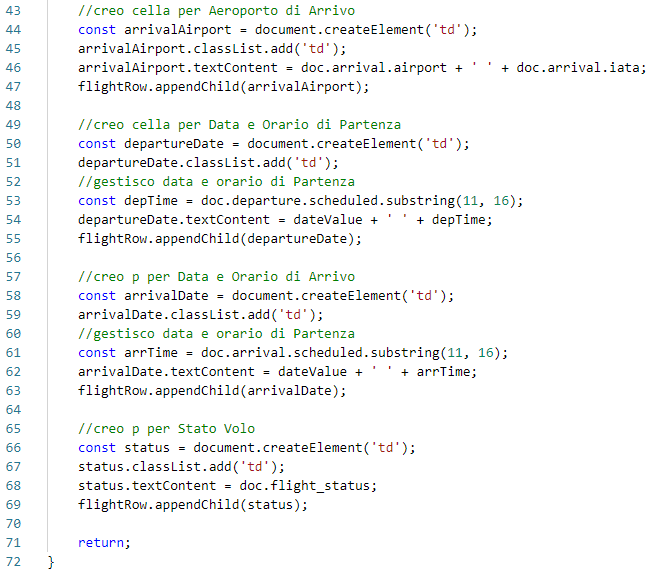 43 //creo cella per Aeroporto di Arrivo
44 const arrivalAirport = document.createElement('td');
45 arrivalAirport.classList.add('td');
46 arrivalAirport.textContent = doc.arrival.airport + ' ' + doc.arrival.iata;
47 flightRow.appendChild(arrivalAirport);
48
49 //creo cella per Data e Orario di Partenza
50 const departureDate = document.createElement('td');
51 departureDate.classList.add('td');
52 //gestisco data e orario di Partenza
53 const depTime = doc.departure.scheduled.substring(11, 16);
54 departureDate.textContent = dateValue + ' ' + depTime;
55 flightRow.appendChild(departureDate);
56
57 //creo p per Data e Orario di Arrivo
58 const arrivalDate = document.createElement('td');
59 arrivalDate.classList.add('td');
60 //gestisco data e orario di Partenza
61 const arrTime = doc.arrival.scheduled.substring(11, 16);
62 arrivalDate.textContent = dateValue + ' ' + arrTime;
63 flightRow.appendChild(arrivalDate);
64
65 //creo p per Stato Volo
66 const status = document.createElement('td');
67 status.classList.add('td');
68 status.textContent = doc.flight_status;
69 flightRow.appendChild(status);
70
71 return;
72 }